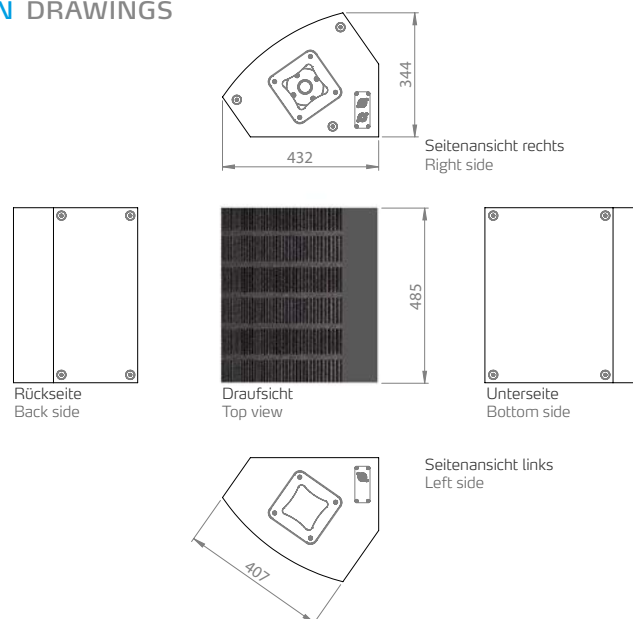 N DRAWINGS
344
432
Seitenansicht rechts
Right side
485
Rückseite
Back side
Draufsicht
Top view
Unterseite
Bottom side
Seitenansicht links
Left side
407